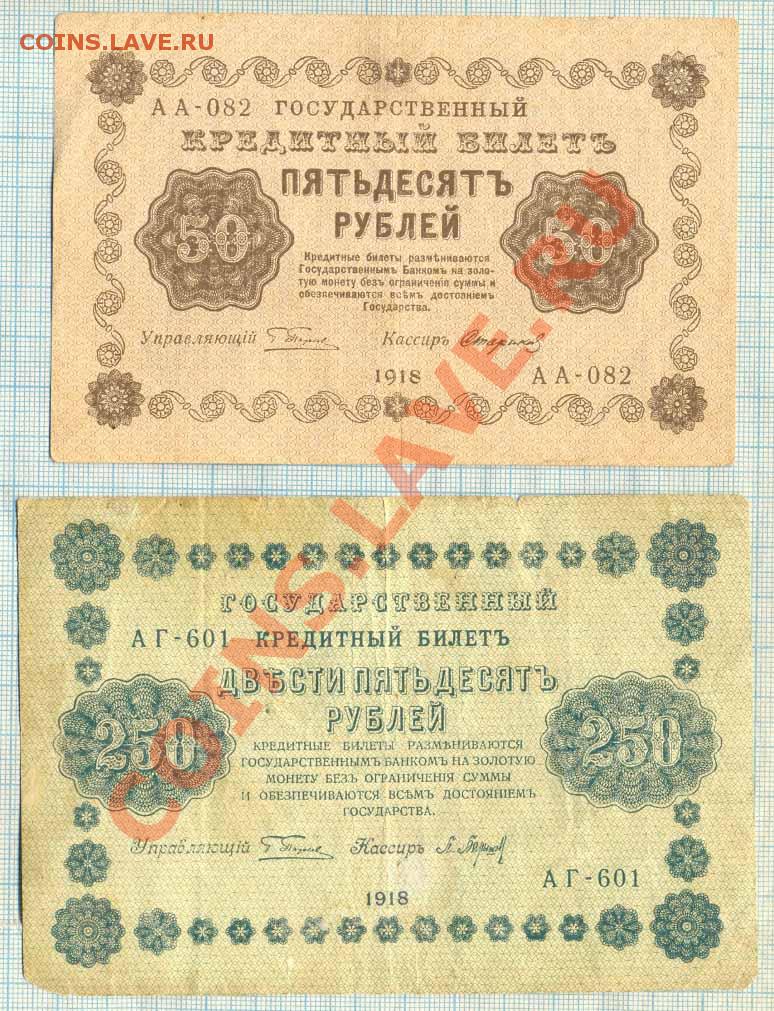 COINS.LAVE.RU
АА-082 ГОСУДАРСТВЕННЫЙ
КРЕДИТНЫЙ БИЛЕТЪ
ПЯТЬДЕСЯТЪ
РУБЛЕЙ
50
50
Кредитные билеты размѣниваются
Государственнымъ Банкомъ на золо-
тую монету безъ ограниченія суммы и
обезпечиваются всѣмъ достояніемъ
Государства.
Управляющій
Кассиръ
1918
АА-082
COINS.LAVE.RU
ГОСУДАРСТВЕННЫЙ
АГ-601 КРЕДИТНЫЙ БИЛЕТЪ
ДВѢСТИ ПЯТЬДЕСЯТЪ
РУБЛЕЙ
250
250
КРЕДИТНЫЕ БИЛЕТЫ РАЗМѢНИВАЮТСЯ
ГОСУДАРСТВЕННЫМЪ БАНКОМЪ НА ЗОЛОТУЮ
МОНЕТУ БЕЗЪ ОГРАНИЧЕНІЯ СУММЫ
И ОБЕЗПЕЧИВАЮТСЯ ВСѢМЪ ДОСТОЯНІЕМЪ
ГОСУДАРСТВА.
Управляющій
Кассиръ
АГ-601
1918